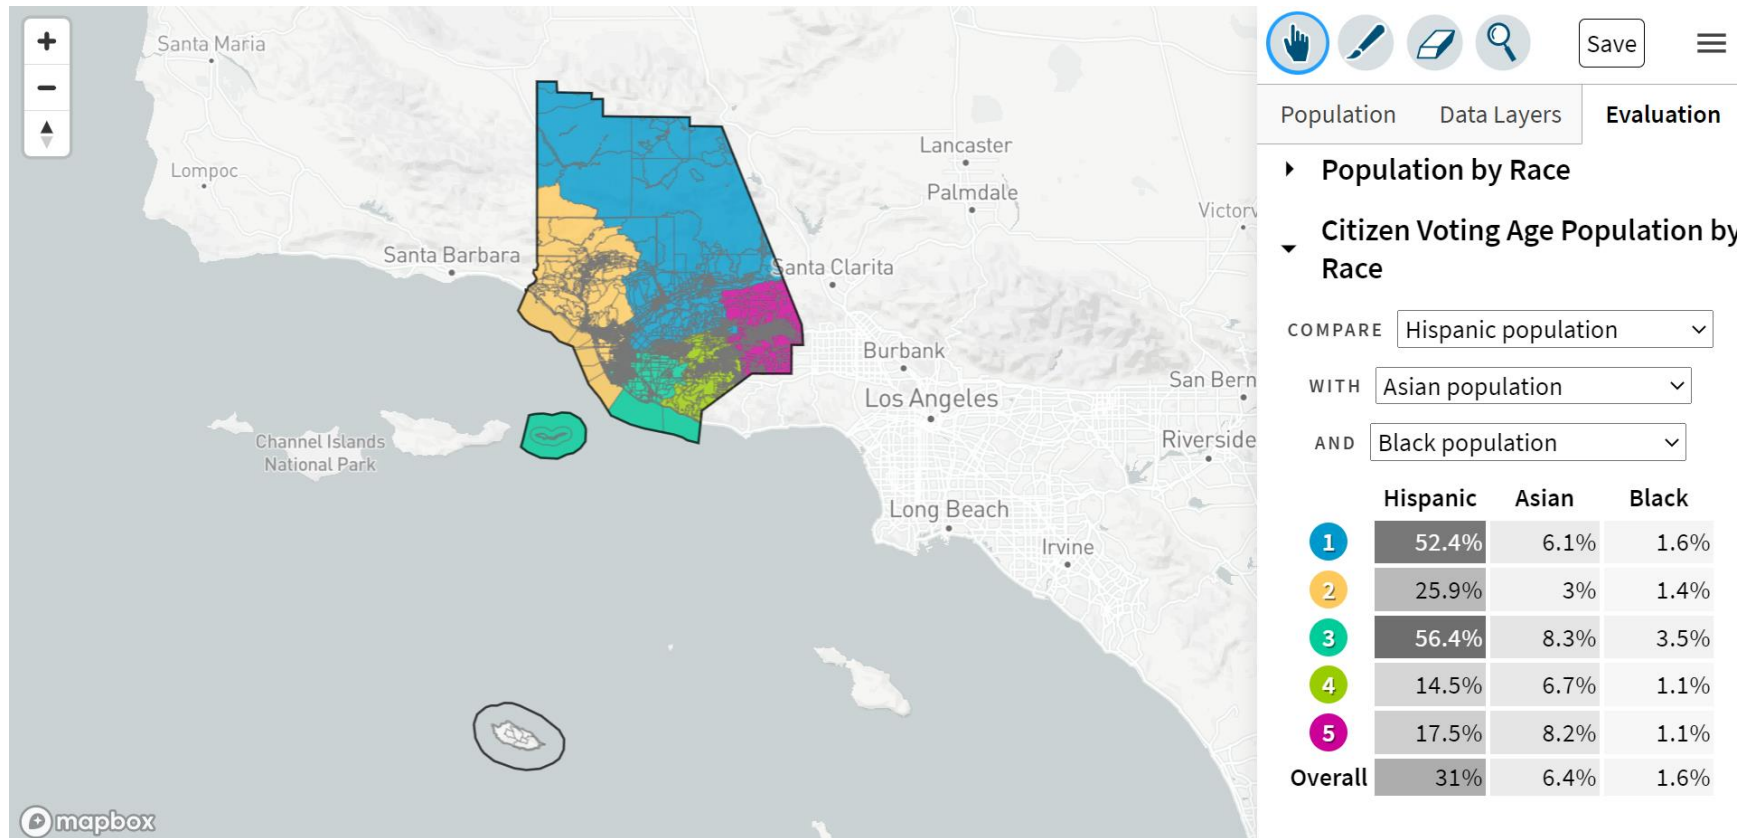 Santa Maria
Lompoc
Santa Barbara
Lancaster
Palmdale
Victorv
Santa Clarita
Burbank
Los Angeles
San Bern
Channel Islands
National Park
Riverside
Long Beach
Irvine
mapbox
Save
Population
Data Layers
Evaluation
Population by Race
Citizen Voting Age Population by
Race
COMPARE Hispanic population
WITH Asian population
AND Black population
Hispanic Asian Black
1 52.4% 6.1% 1.6%
2 25.9% 3% 1.4%
3 56.4% 8.3% 3.5%
4 14.5% 6.7% 1.1%
5 17.5% 8.2% 1.1%
Overall 31% 6.4% 1.6%